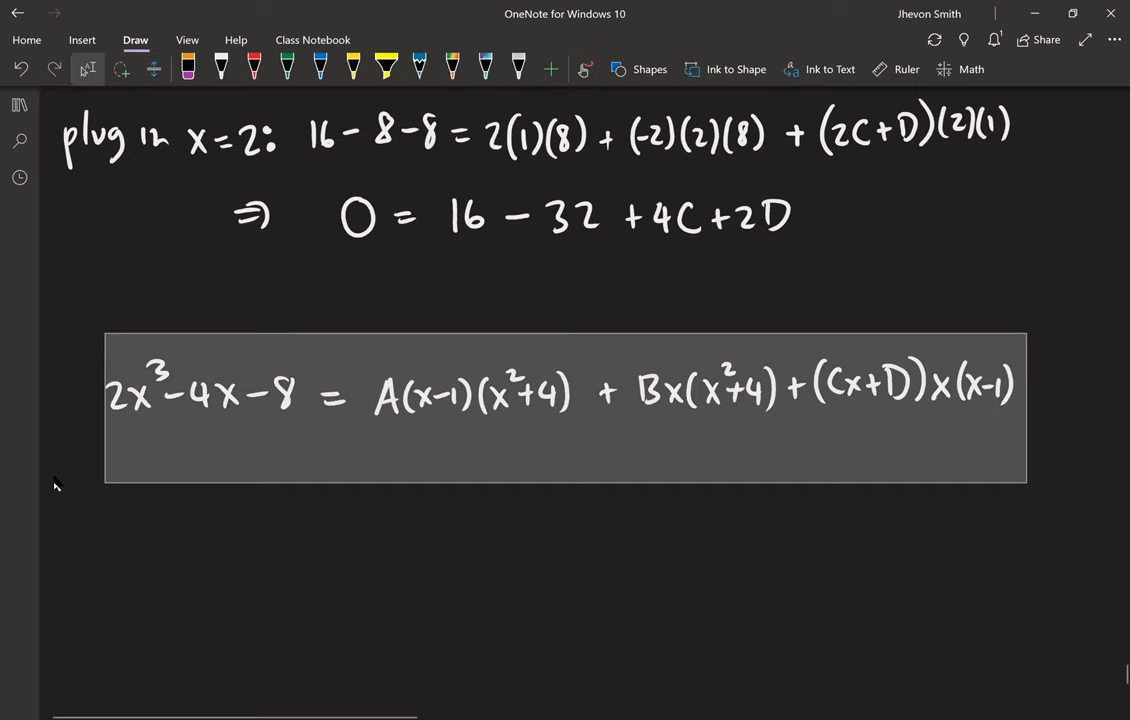 OneNote for Windows 10
Jhevon Smith
Home Insert Draw View Help Class Notebook
1 Share
Shapes Ink to Shape Ink to Text Ruler Math
plug in x=2: 16-8-8 = 2(1)(8) + (-2)(2)(8) + (2C+D)(2)(1)
⇒ 0 = 16 - 32 + 4C + 2D
2x³-4x-8 = A(x-1)(x²+4) + Bx(x²+4) + (Cx+D)x(x-1)